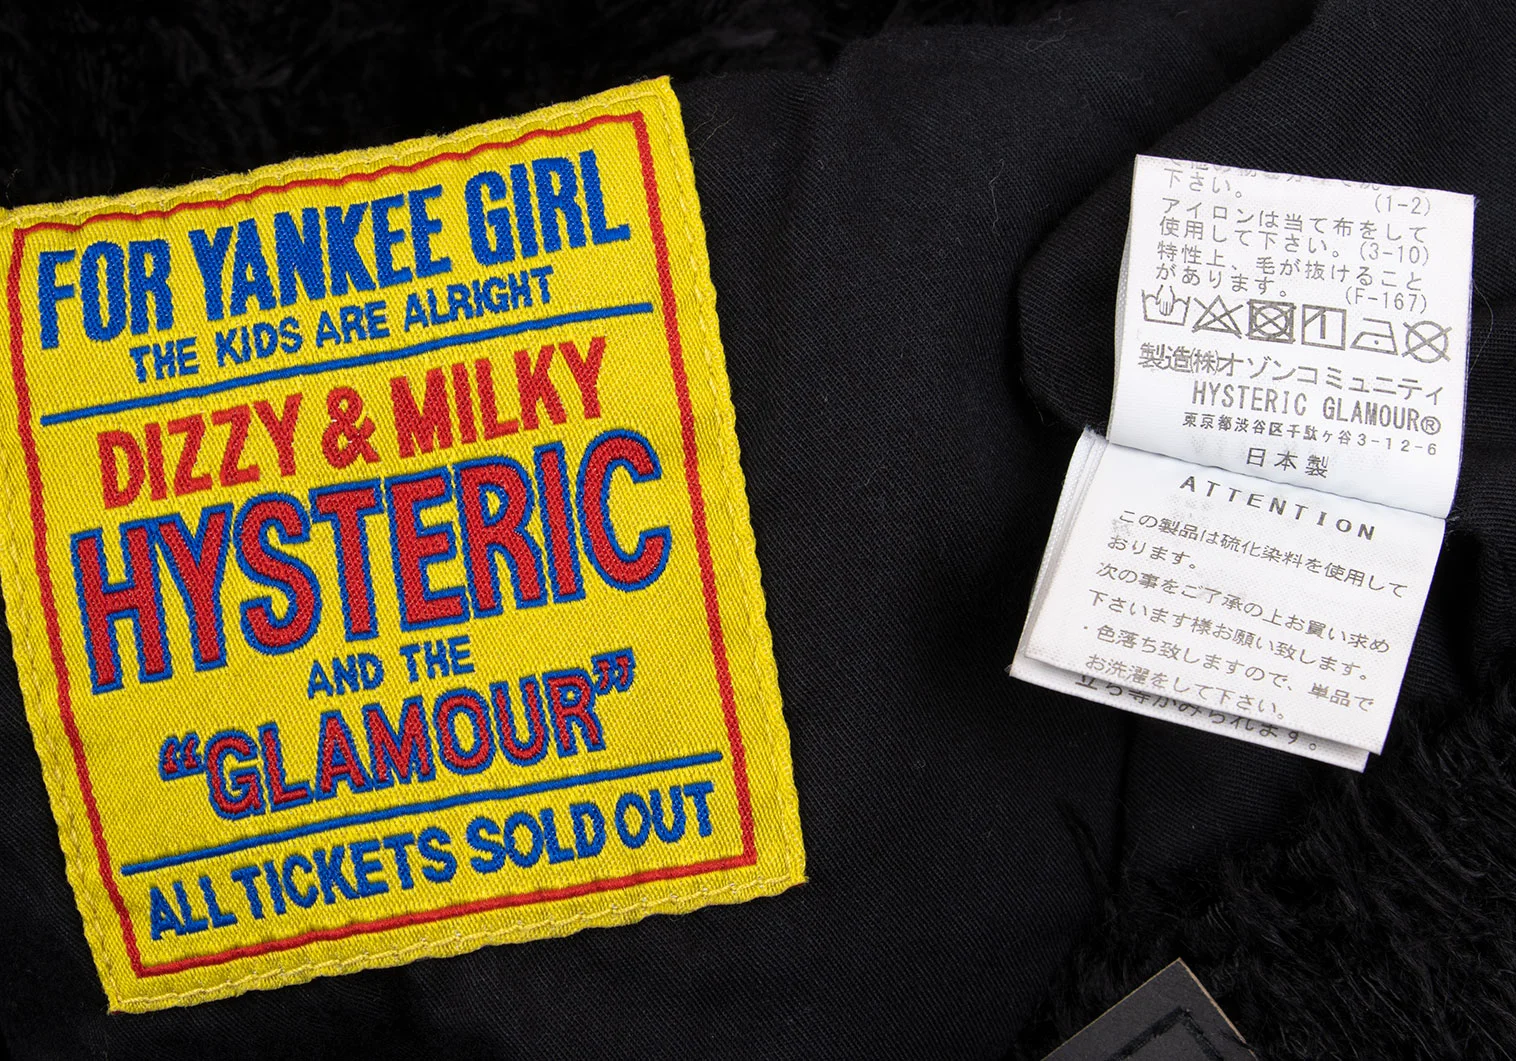 FOR YANKEE GIRL
THE KIDS ARE ALRIGHT
DIZZY & MILKY
HYSTERIC
AND THE
“GLAMOUR”
ALL TICKETS SOLD OUT
下さい。 (1-2)
アイロンは当て布をして
使用して下さい。(3-10)
特性上、毛が抜けること
があります。 (F-167)
製造㈱オゾンコミュニティ
HYSTERIC GLAMOUR®
東京都渋谷区千駄ヶ谷3-12-6
日本製
ATTENTION
この製品は硫化染料を使用して
おります。
次の事をご了承の上お買い求め
下さいます様お願い致します。
・色落ち致しますので、単品で
お洗濯をして下さい。